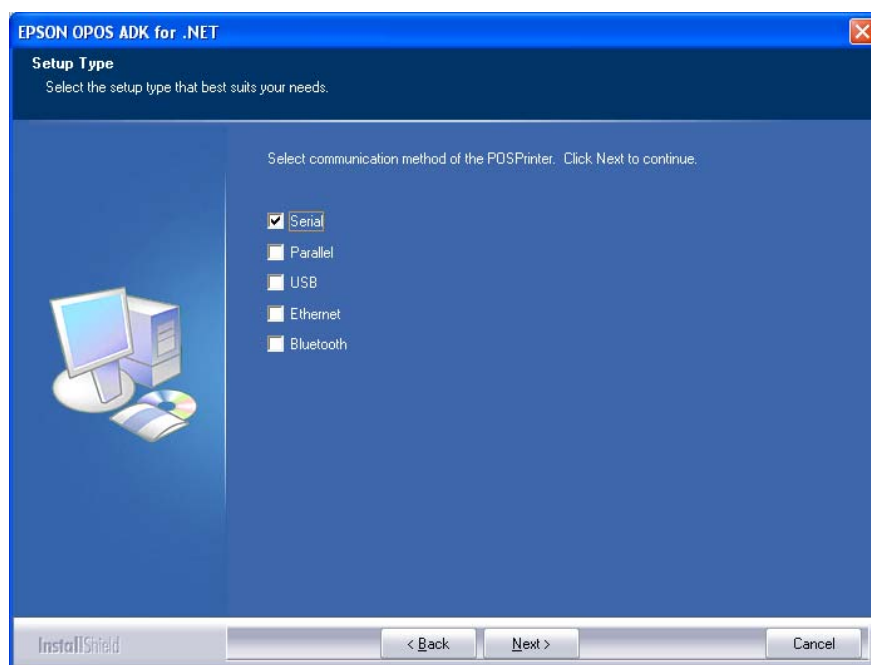 EPSON OPOS ADK for .NET
Setup Type
Select the setup type that best suits your needs.
Select communication method of the POSPrinter. Click Next to continue.
Serial
Parallel
USB
Ethernet
Bluetooth
InstallShield
< Back
Next >
Cancel